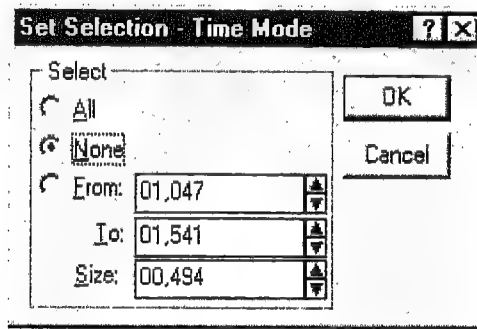 Set Selection - Time Mode ? X
Select
All
None
From: 01,047
To: 01,541
Size: 00,494
OK
Cancel